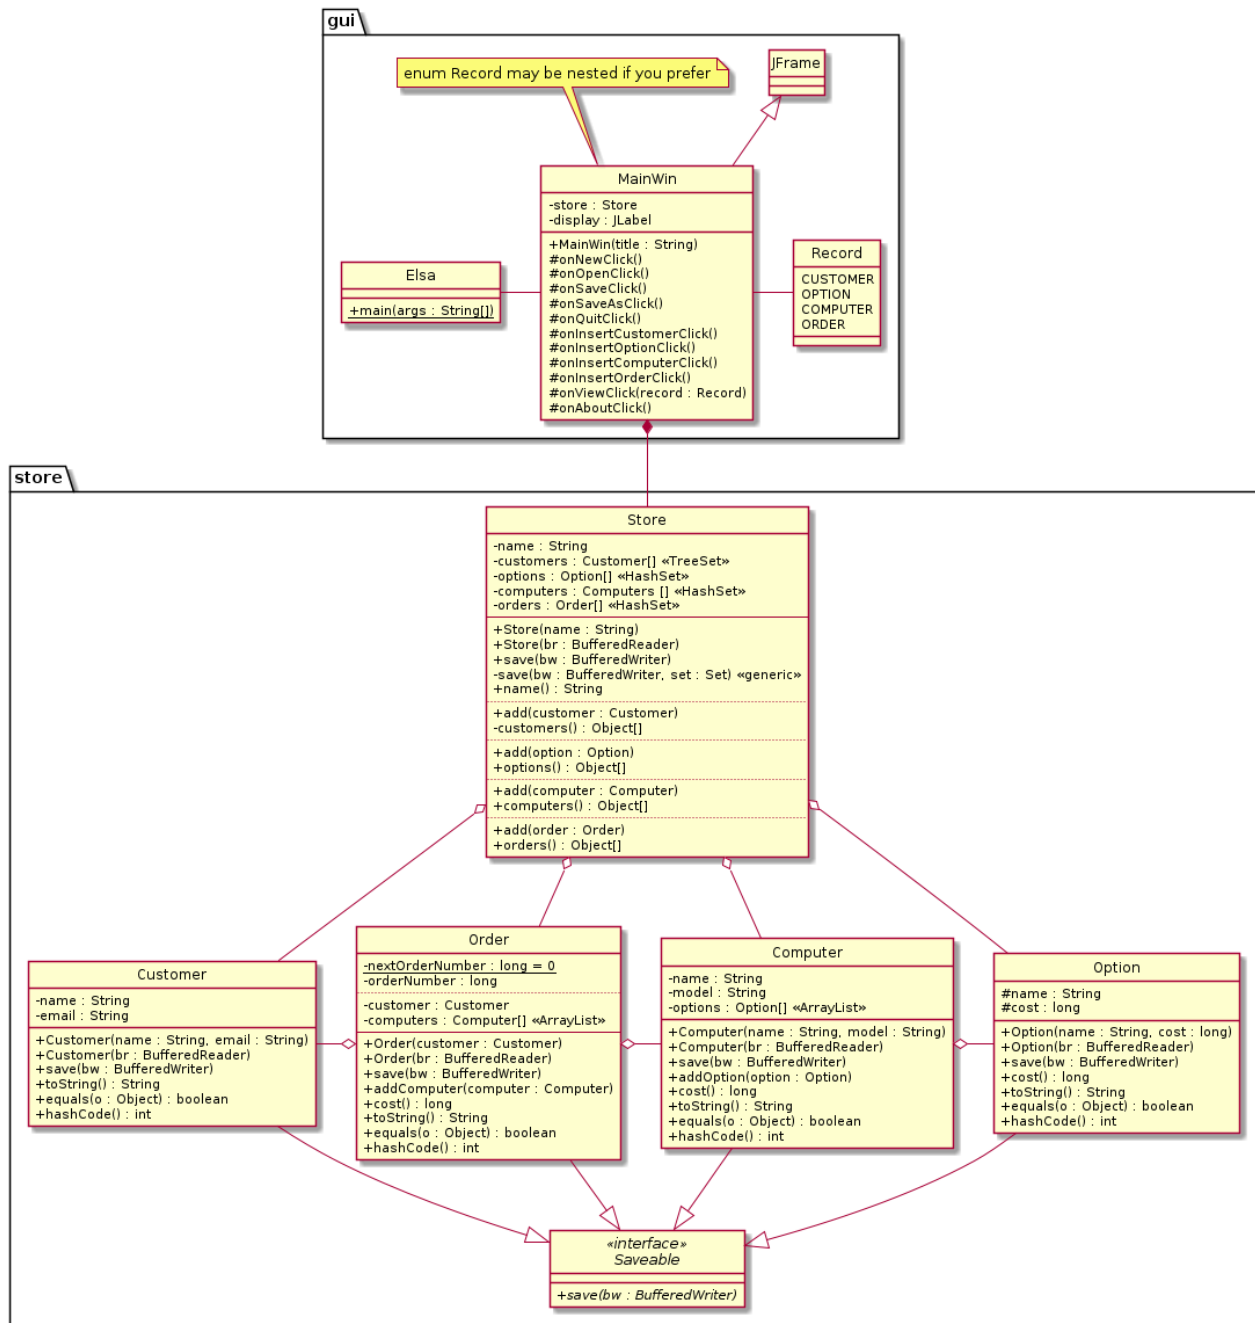 gui
enum Record may be nested if you prefer
JFrame
MainWin
-store : Store
-display : JLabel
+MainWin(title : String)
#onNewClick()
#onOpenClick()
#onSaveClick()
#onSaveAsClick()
#onQuitClick()
#onInsertCustomerClick()
#onInsertOptionClick()
#onInsertComputerClick()
#onInsertOrderClick()
#onViewClick(record : Record)
#onAboutClick()
Elsa
+main(args : String[])
Record
CUSTOMER
OPTION
COMPUTER
ORDER
store
Store
-name : String
-customers : Customer[] «TreeSet»
-options : Option[] «HashSet»
-computers : Computers [] «HashSet»
-orders : Order[] «HashSet»
+Store(name : String)
+Store(br : BufferedReader)
+save(bw : BufferedWriter)
-save(bw : BufferedWriter, set : Set) «generic»
+name() : String
+add(customer : Customer)
-customers() : Object[]
+add(option : Option)
+options() : Object[]
+add(computer : Computer)
+computers() : Object[]
+add(order : Order)
+orders() : Object[]
Customer
-name : String
-email : String
+Customer(name : String, email : String)
+Customer(br : BufferedReader)
+save(bw : BufferedWriter)
+toString() : String
+equals(o : Object) : boolean
+hashCode() : int
Order
-nextOrderNumber : long = 0
-orderNumber : long
-customer : Customer
-computers : Computer[] «ArrayList»
+Order(customer : Customer)
+Order(br : BufferedReader)
+save(bw : BufferedWriter)
+addComputer(computer : Computer)
+cost() : long
+toString() : String
+equals(o : Object) : boolean
+hashCode() : int
Computer
-name : String
-model : String
-options : Option[] «ArrayList»
+Computer(name : String, model : String)
+Computer(br : BufferedReader)
+save(bw : BufferedWriter)
+addOption(option : Option)
+cost() : long
+toString() : String
+equals(o : Object) : boolean
+hashCode() : int
Option
#name : String
#cost : long
+Option(name : String, cost : long)
+Option(br : BufferedReader)
+save(bw : BufferedWriter)
+cost() : long
+toString() : String
+equals(o : Object) : boolean
+hashCode() : int
«interface»
Saveable
+save(bw : BufferedWriter)